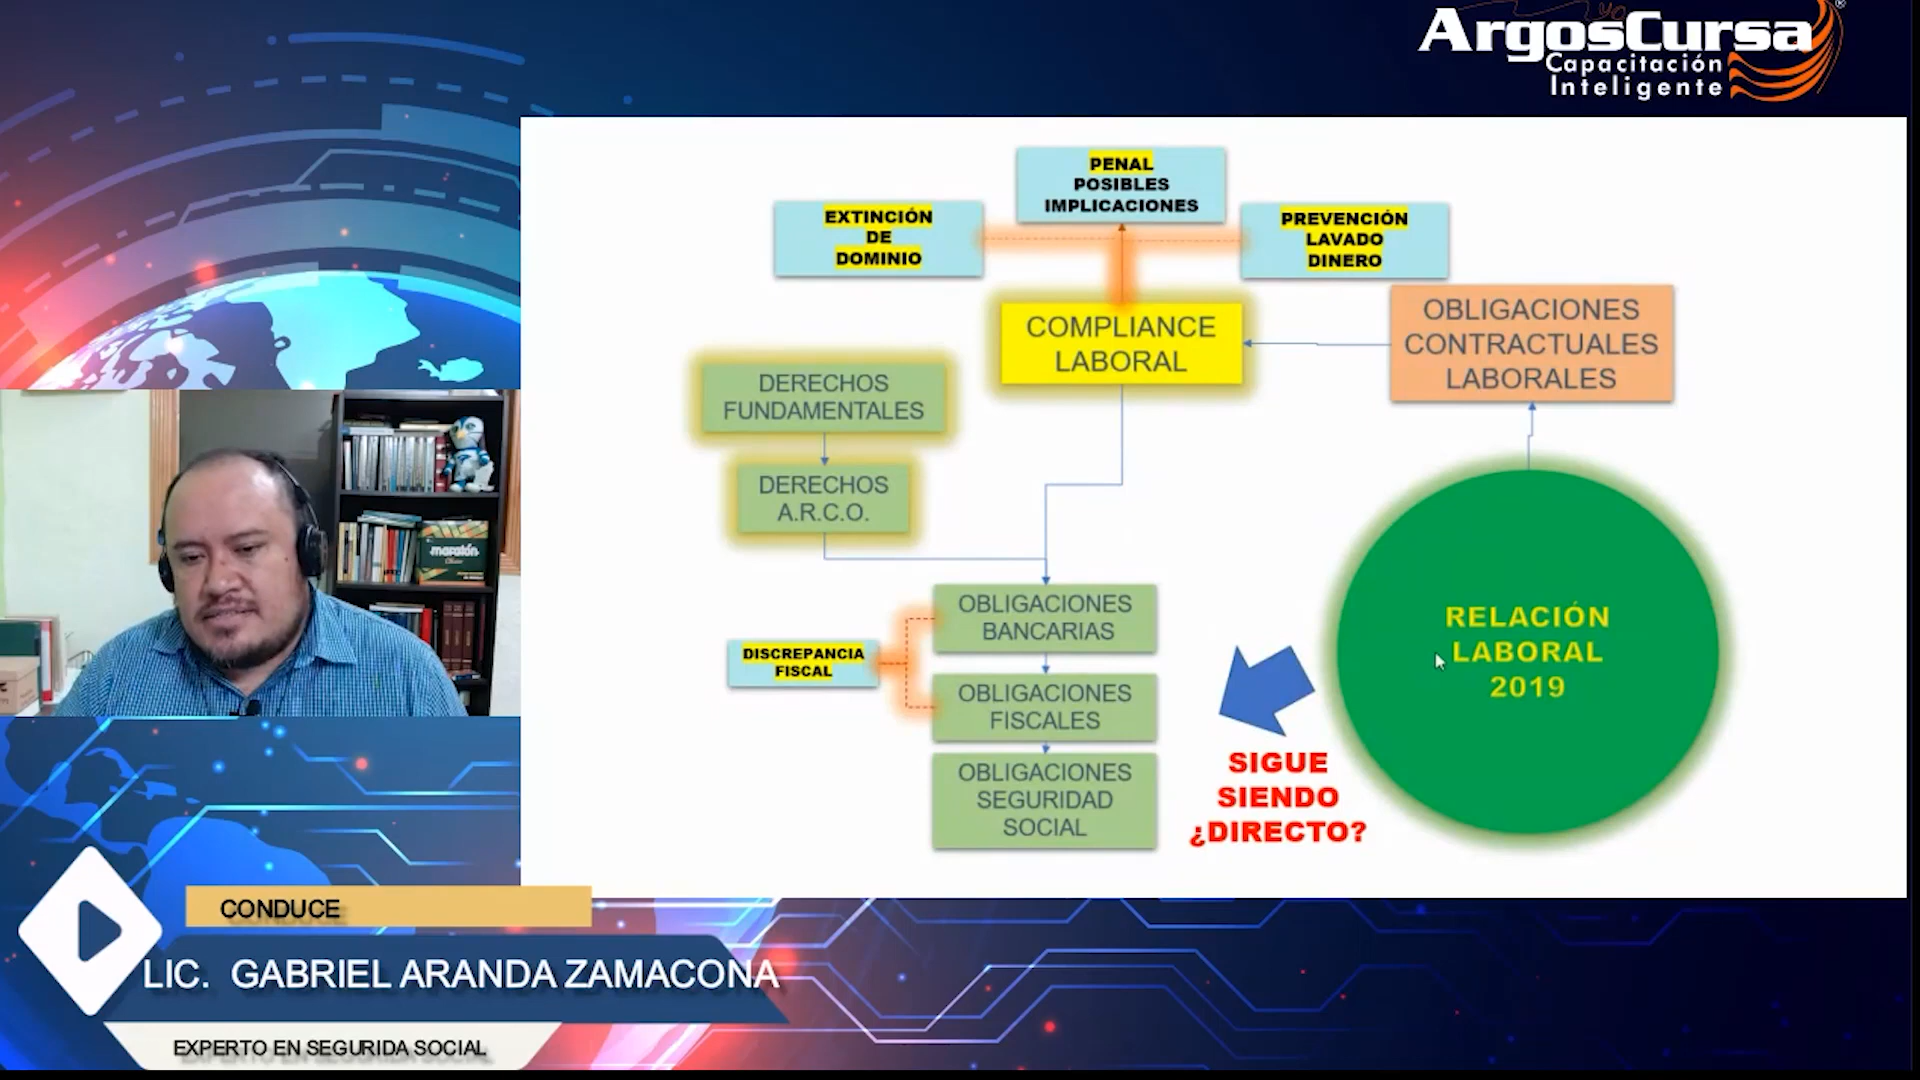 yo
ArgosCursa
Capacitación
Inteligente
®
PENAL
POSIBLES
IMPLICACIONES
EXTINCIÓN
DE
DOMINIO
PREVENCIÓN
LAVADO
DINERO
COMPLIANCE
LABORAL
OBLIGACIONES
CONTRACTUALES
LABORALES
DERECHOS
FUNDAMENTALES
DERECHOS
A.R.C.O.
OBLIGACIONES
BANCARIAS
DISCREPANCIA
FISCAL
OBLIGACIONES
FISCALES
OBLIGACIONES
SEGURIDAD
SOCIAL
RELACIÓN
LABORAL
2019
SIGUE
SIENDO
¿DIRECTO?
maratón
CONDUCE
LIC. GABRIEL ARANDA ZAMACONA
EXPERTO EN SEGURIDA SOCIAL